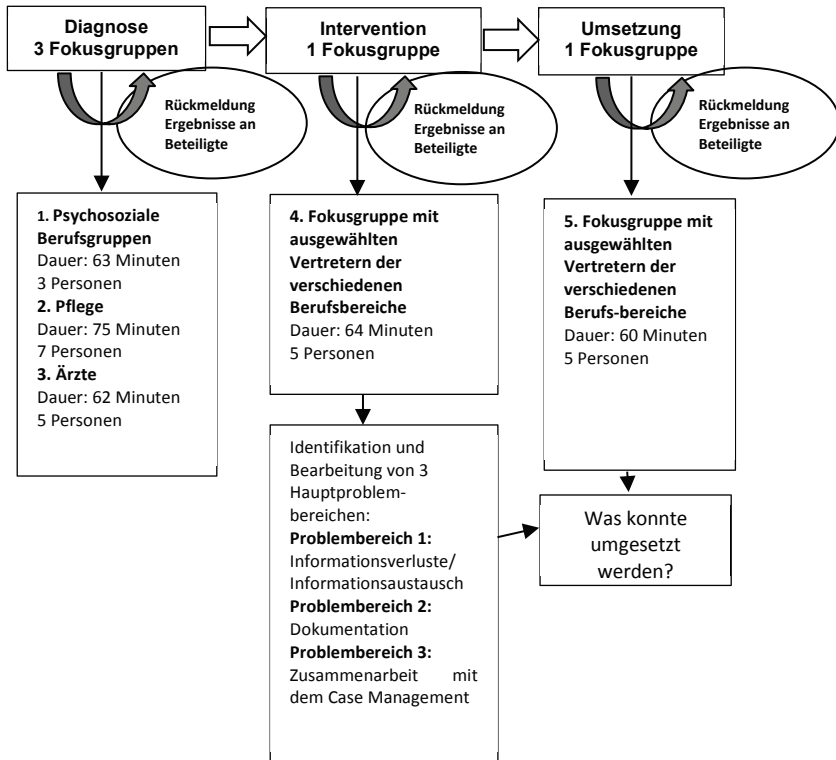 Diagnose
3 Fokusgruppen
Intervention
1 Fokusgruppe
Umsetzung
1 Fokusgruppe
Rückmeldung
Ergebnisse an
Beteiligte
Rückmeldung
Ergebnisse an
Beteiligte
Rückmeldung
Ergebnisse an
Beteiligte
1. Psychosoziale
Berufsgruppen
Dauer: 63 Minuten
3 Personen
2. Pflege
Dauer: 75 Minuten
7 Personen
3. Ärzte
Dauer: 62 Minuten
5 Personen
4. Fokusgruppe mit
ausgewählten
Vertretern der
verschiedenen
Berufsbereiche
Dauer: 64 Minuten
5 Personen
5. Fokusgruppe mit
ausgewählten
Vertretern der
verschiedenen
Berufs-bereiche
Dauer: 60 Minuten
5 Personen
Identifikation und
Bearbeitung von 3
Hauptproblem-
bereichen:
Problembereich 1:
Informationsverluste/
Informationsaustausch
Problembereich 2:
Dokumentation
Problembereich 3:
Zusammenarbeit mit
dem Case Management
Was konnte
umgesetzt
werden?